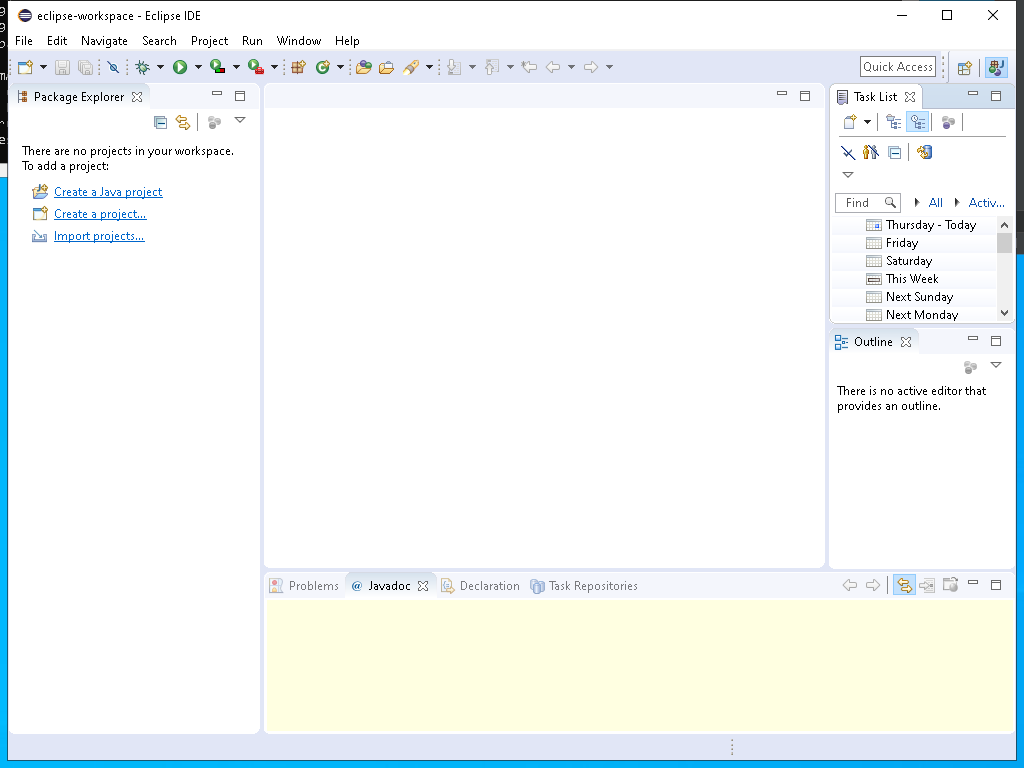 eclipse-workspace - Eclipse IDE
File Edit Navigate Search Project Run Window Help
Quick Access
Package Explorer
There are no projects in your workspace.
To add a project:
Create a Java project
Create a project...
Import projects...
Task List
Find
All
Activ...
Thursday - Today
Friday
Saturday
This Week
Next Sunday
Next Monday
Outline
There is no active editor that
provides an outline.
Problems @ Javadoc Declaration Task Repositories